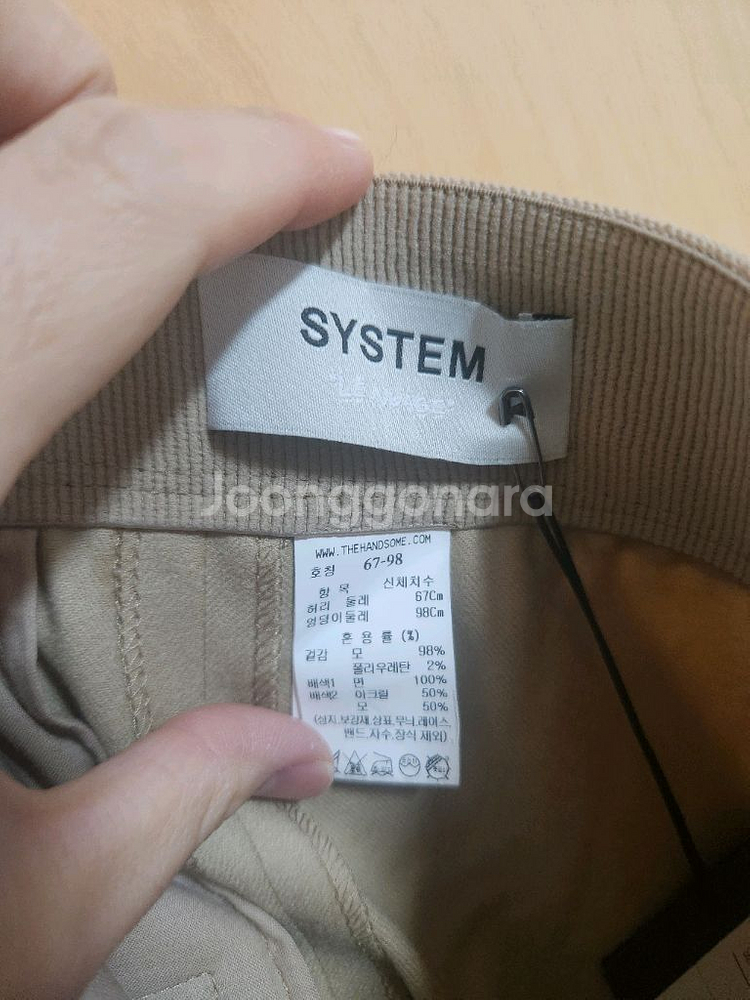 SYSTEM
Joonggonara
WWW.THEHANDSOME.COM
호칭 67-98
항 목 신체치수
허리 둘레 67Cm
엉덩이둘레 98Cm
혼 용 률 (%)
겉감 모 98%
폴리우레탄 2%
배색1 면 100%
배색2 아크릴 50%
모 50%
(심지,보강재,상표,무늬,레이스,
밴드,사수,장식 제외)